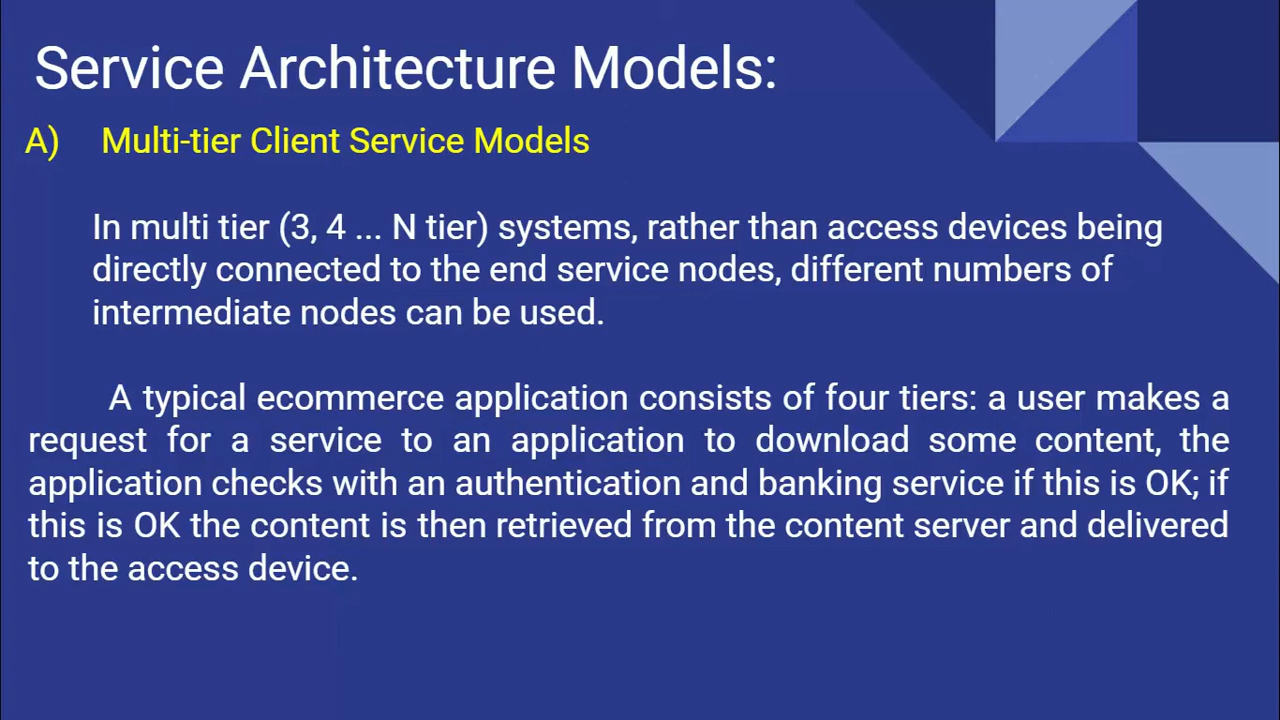 Service Architecture Models:
A) Multi-tier Client Service Models
In multi tier (3, 4 ... N tier) systems, rather than access devices being
directly connected to the end service nodes, different numbers of
intermediate nodes can be used.
A typical ecommerce application consists of four tiers: a user makes a
request for a service to an application to download some content, the
application checks with an authentication and banking service if this is OK; if
this is OK the content is then retrieved from the content server and delivered
to the access device.